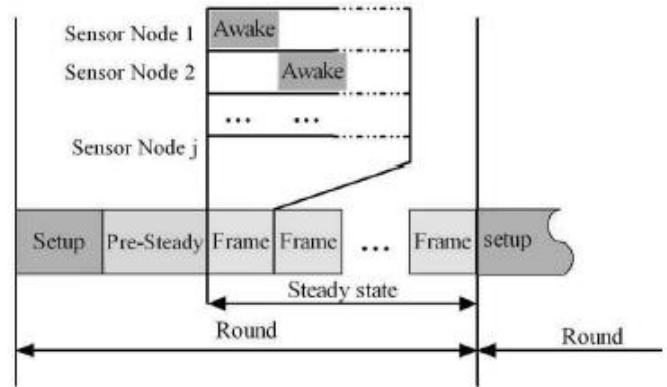 Sensor Node 1 Awake
Sensor Node 2 Awake
... ...
Sensor Node j
Setup Pre-Steady Frame Frame ... Frame setup
Steady state
Round
Round